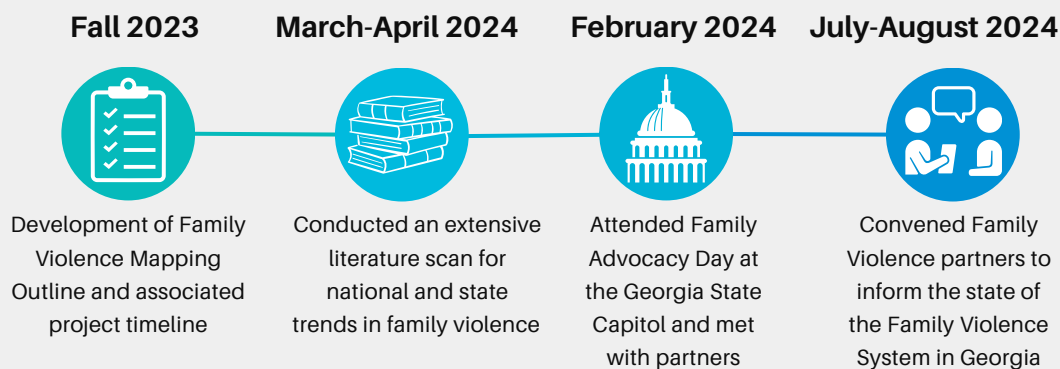 Fall 2023
Development of Family
Violence Mapping
Outline and associated
project timeline
March-April 2024
Conducted an extensive
literature scan for
national and state
trends in family violence
February 2024
Attended Family
Advocacy Day at
the Georgia State
Capitol and met
with partners
July-August 2024
Convened Family
Violence partners to
inform the state of
the Family Violence
System in Georgia